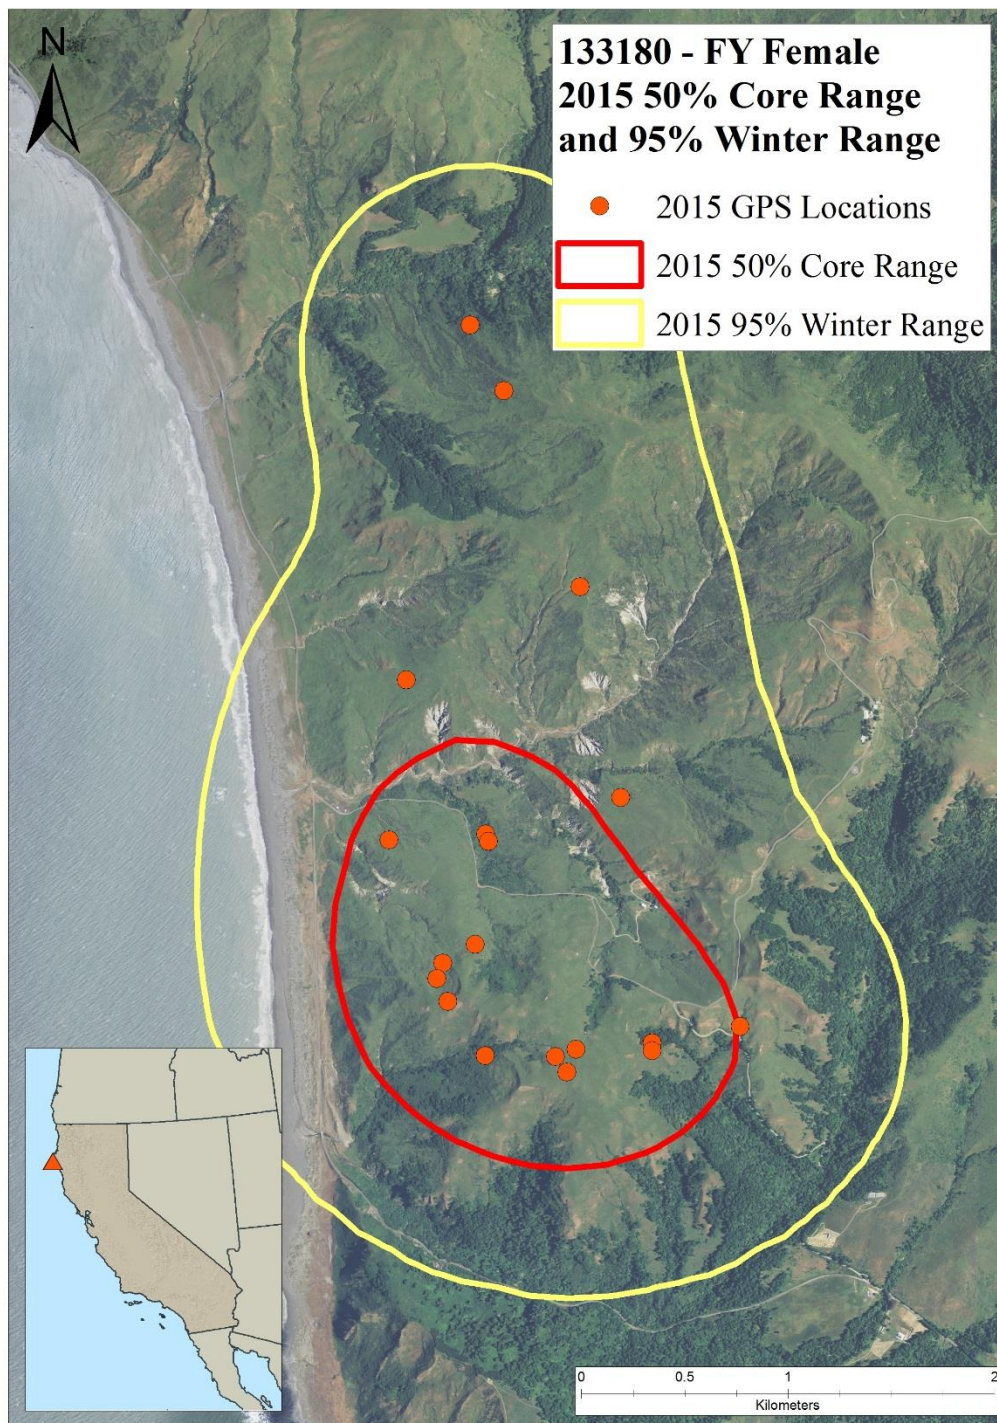 N
133180 - FY Female
2015 50% Core Range
and 95% Winter Range
2015 GPS Locations
2015 50% Core Range
2015 95% Winter Range
0 0.5 1 2
Kilometers